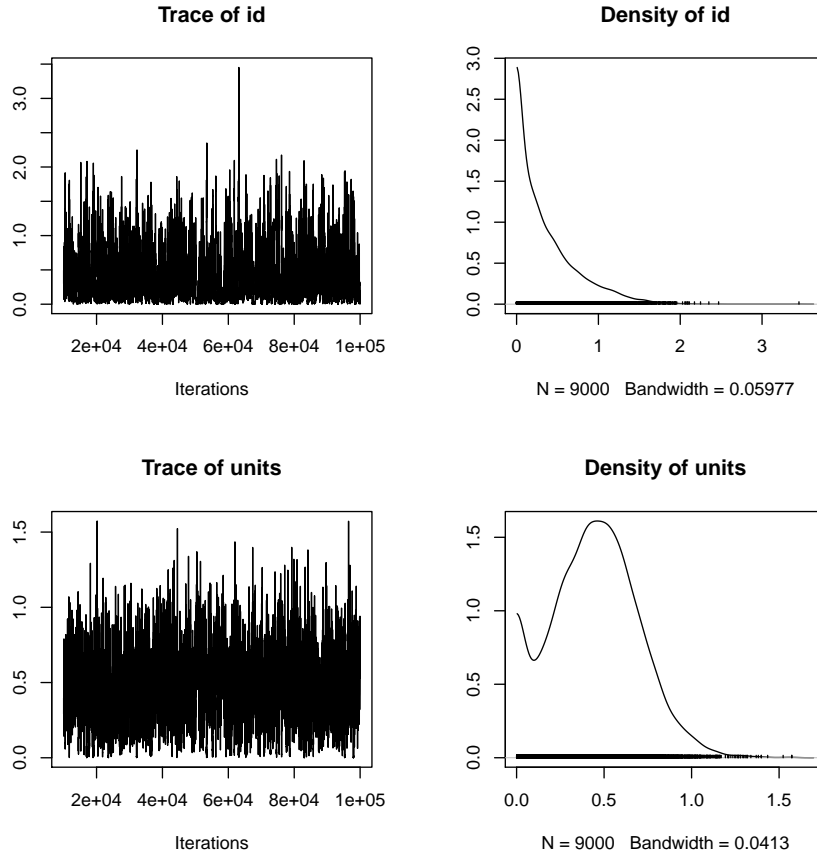 Trace of id
0.0
1.0
2.0
3.0
2e+04 4e+04 6e+04 8e+04 1e+05
Iterations
Density of id
0.0
0.5
1.0
1.5
2.0
2.5
3.0
0 1 2 3
N = 9000 Bandwidth = 0.05977
Trace of units
0.0
0.5
1.0
1.5
2e+04 4e+04 6e+04 8e+04 1e+05
Iterations
Density of units
0.0
0.5
1.0
1.5
0.0 0.5 1.0 1.5
N = 9000 Bandwidth = 0.0413